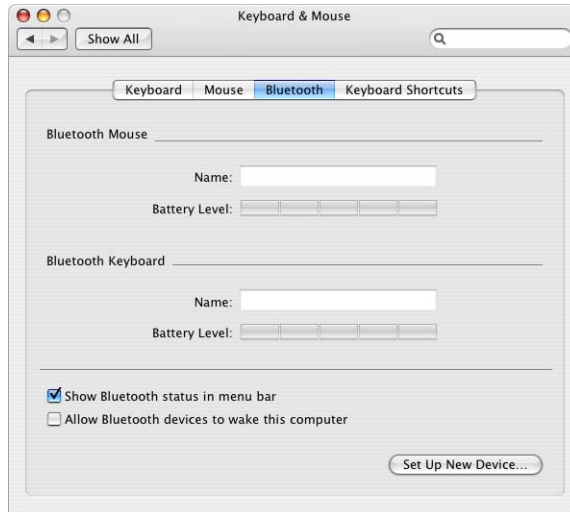 Keyboard & Mouse
Show All
Keyboard Mouse Bluetooth Keyboard Shortcuts
Bluetooth Mouse
Name:
Battery Level:
Bluetooth Keyboard
Name:
Battery Level:
Show Bluetooth status in menu bar
Allow Bluetooth devices to wake this computer
Set Up New Device...